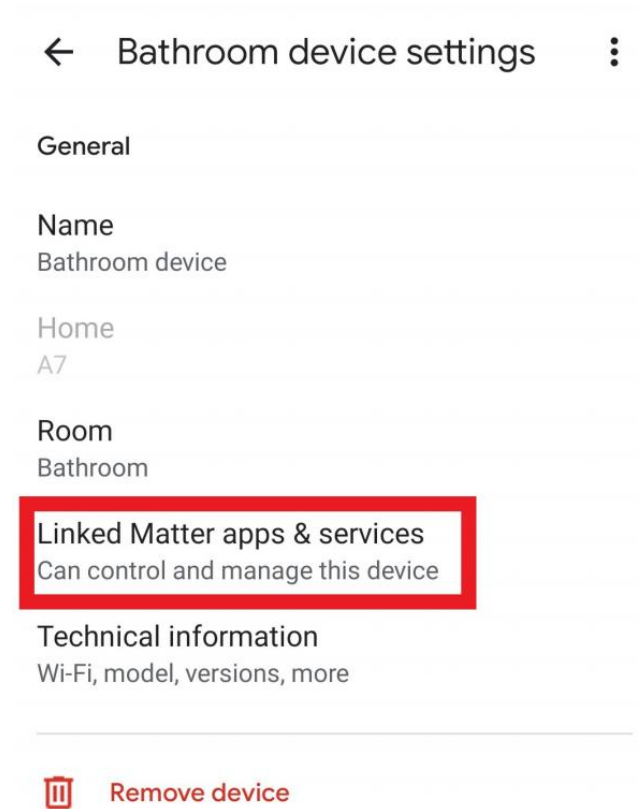 Bathroom device settings
General
Name
Bathroom device
Home
A7
Room
Bathroom
Linked Matter apps & services
Can control and manage this device
Technical information
Wi-Fi, model, versions, more
Remove device